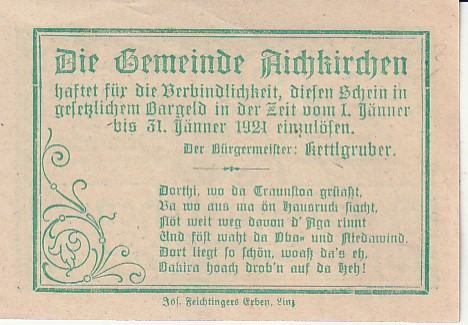 Die Gemeinde Aichkirchen
haftet für die Verbindlichkeit, diesen Schein in
gesetzlichem Bargeld in der Zeit vom 1. Jänner
bis 31. Jänner 1921 einzulösen.
Der Bürgermeister: Kettlgruber.
Dorthi, wo da Traunstoa grüaßt,
Va wo aus ma ön Hausruck siacht,
Nöt weit weg davon d' Aga rinnt
Und föst waht da Oba- und Niedawind.
Dort liegt so schön, woaß da's eh,
Dakira hoach drob'n auf da Heh!
Jos. Feichtingers Erben, Linz